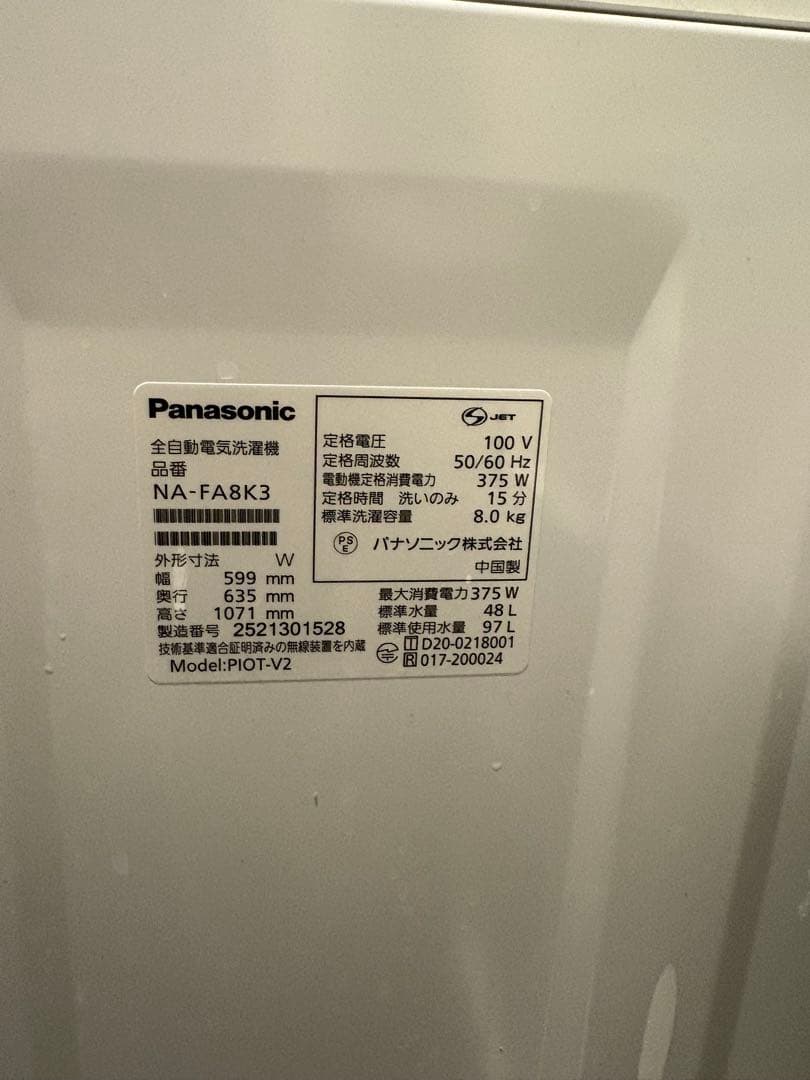 Panasonic
全自動電気洗濯機
品番
NA-FA8K3
外形寸法 W
幅 599 mm
奥行 635 mm
高さ 1071 mm
製造番号 2521301528
技術基準適合証明済みの無線装置を内蔵
Model:PIOT-V2
S JET
定格電圧 100 V
定格周波数 50/60 Hz
電動機定格消費電力 375 W
定格時間 洗いのみ 15 分
標準洗濯容量 8.0 kg
PS E パナソニック株式会社
中国製
最大消費電力 375 W
標準水量 48 L
標準使用水量 97 L
T D20-0218001
R 017-200024